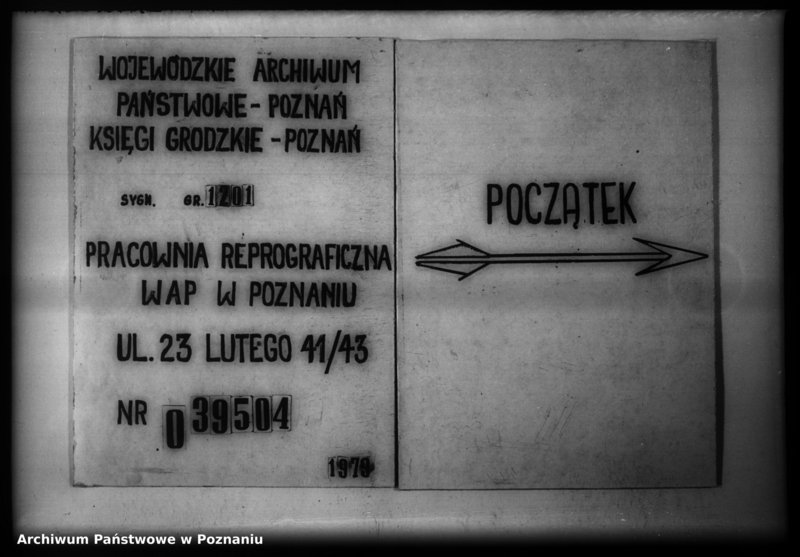 WOJEWÓDZKIE ARCHIWUM
PAŃSTWOWE - POZNAŃ
KSIĘGI GRODZKIE - POZNAŃ
SYGN. GR. 1201
PRACOWNIA REPROGRAFICZNA
WAP W POZNANIU
UL. 23 LUTEGO 41/43
NR 039504
1979
POCZĄTEK
Archiwum Państwowe w Poznaniu